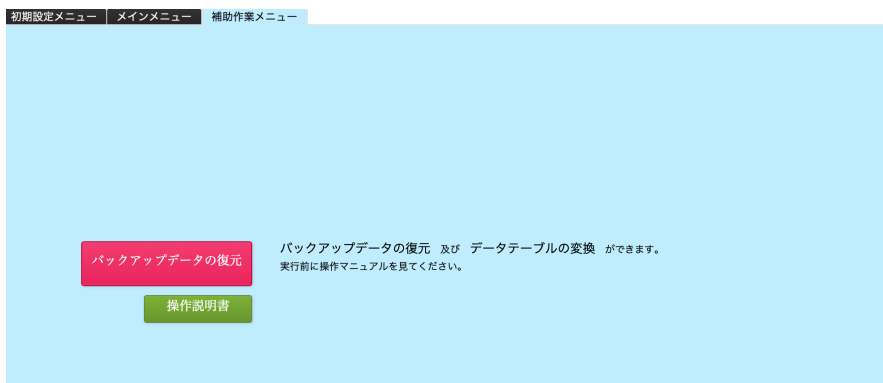 初期設定メニュー メインメニュー 補助作業メニュー
バックアップデータの復元 バックアップデータの復元 及び データテーブルの変換 ができます。
実行前に操作マニュアルを見てください。
操作説明書